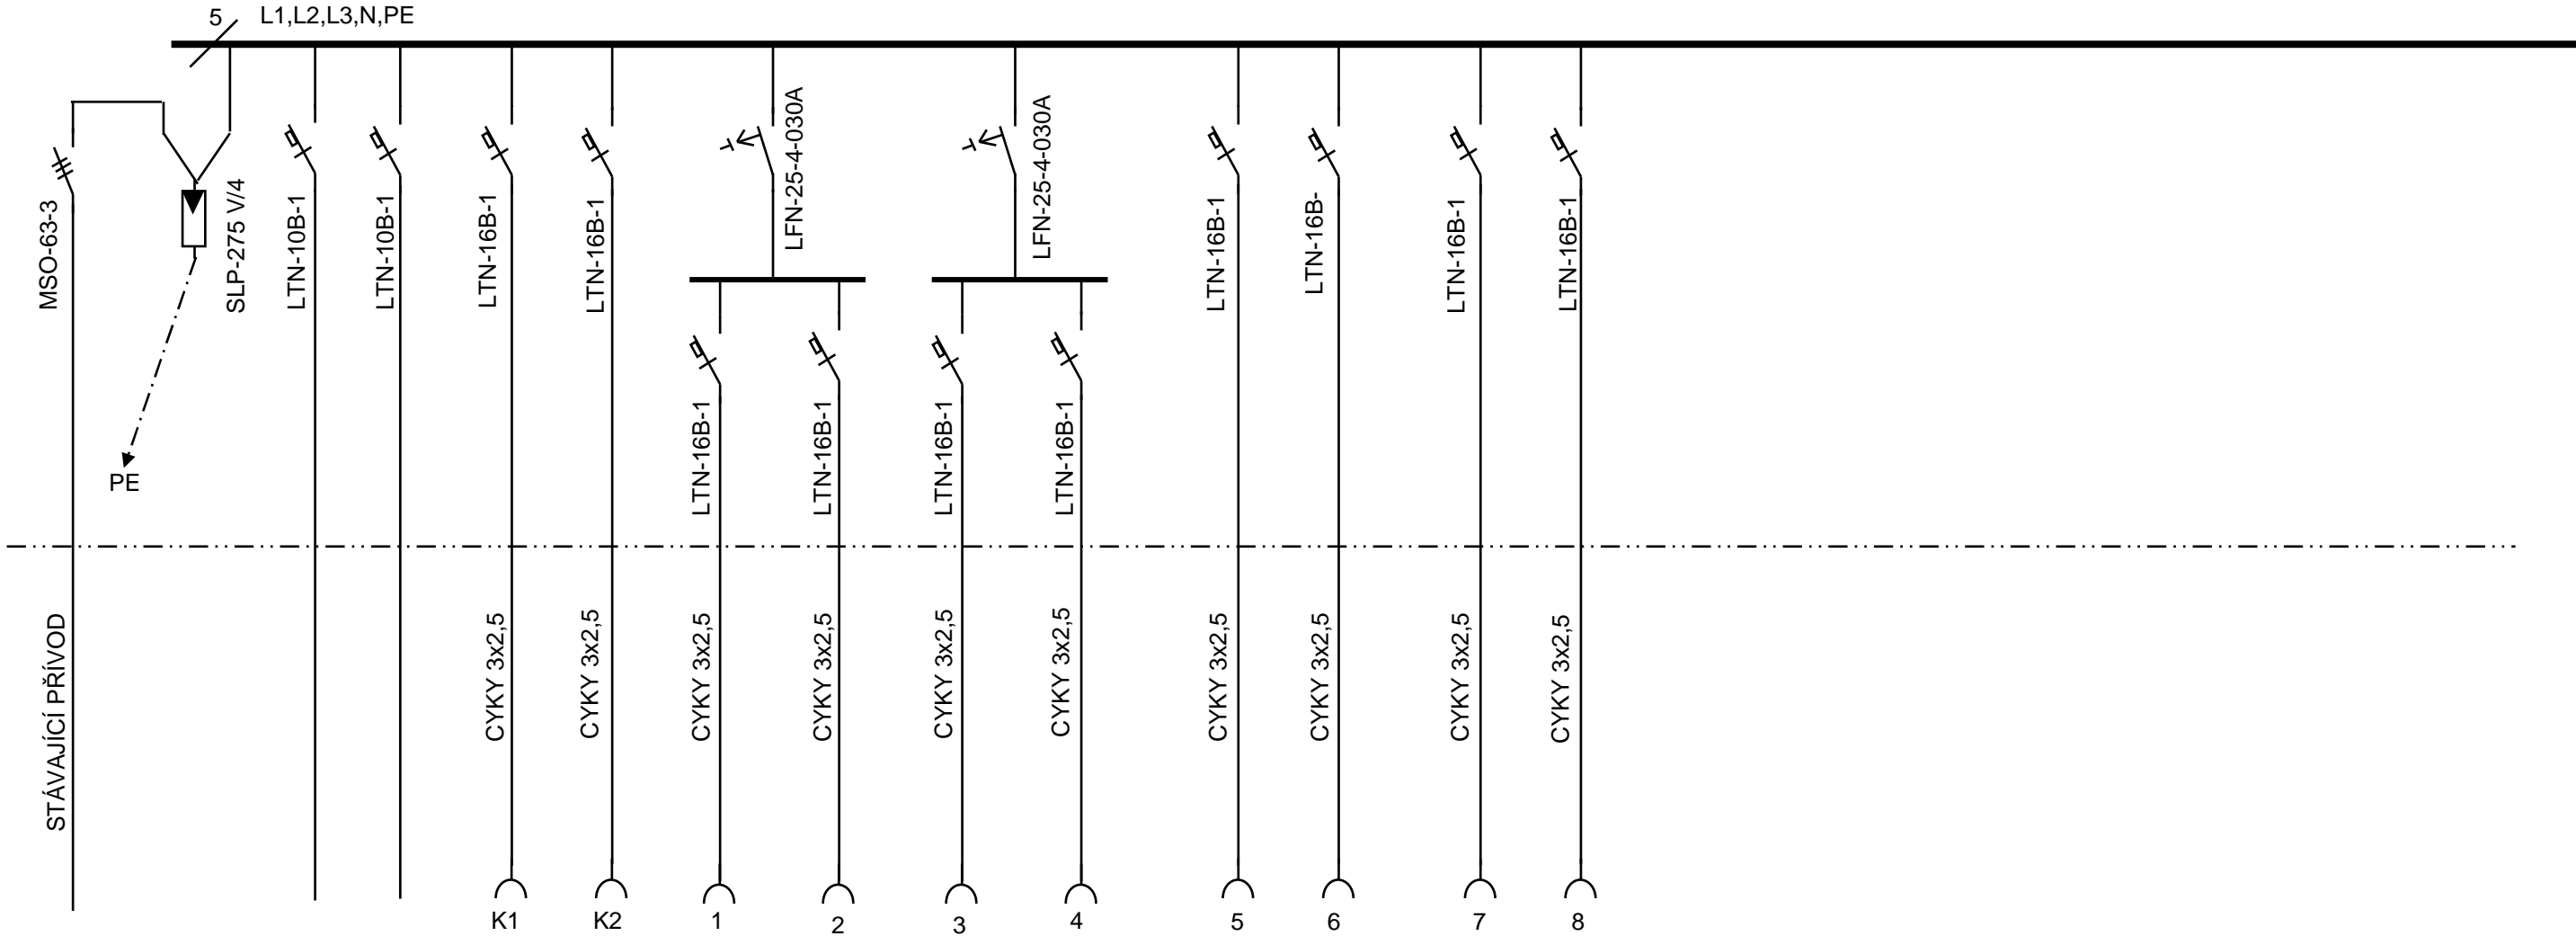 5
L1,L2,L3,N,PE
MSO-63-3
SLP-275 V/4
LTN-10B-1
LTN-10B-1
LTN-16B-1
LTN-16B-1
LFN-25-4-030A
LFN-25-4-030A
LTN-16B-1
LTN-16B-
LTN-16B-1
LTN-16B-1
PE
LTN-16B-1
LTN-16B-1
LTN-16B-1
LTN-16B-1
STÁVAJÍCÍ PŘÍVOD
CYKY 3x2,5
CYKY 3x2,5
CYKY 3x2,5
CYKY 3x2,5
CYKY 3x2,5
CYKY 3x2,5
CYKY 3x2,5
CYKY 3x2,5
CYKY 3x2,5
CYKY 3x2,5
K1
K2
1
2
3
4
5
6
7
8